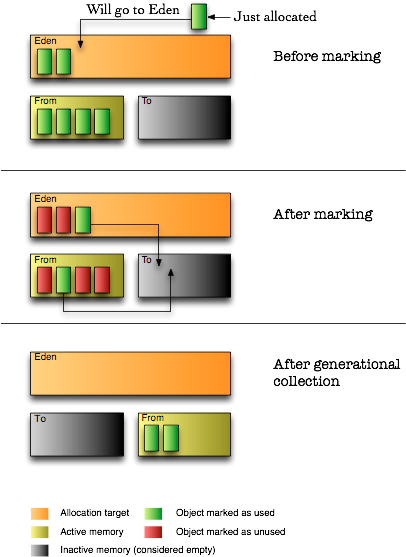 Will go to Eden
Just allocated
Eden
Before marking
From
To
Eden
After marking
From
To
Eden
After generational
collection
To
From
Allocation target
Object marked as used
Active memory
Object marked as unused
Inactive memory (considered empty)